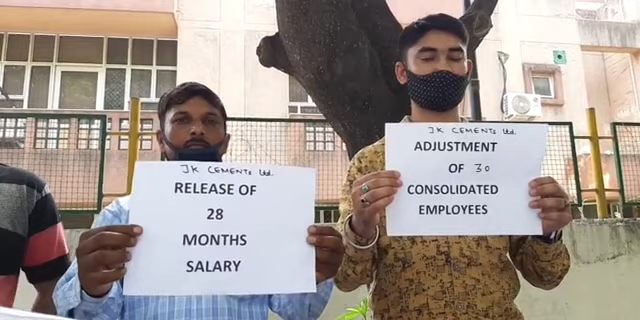 JK CEMENTS Ltd.
RELEASE OF
28
MONTHS
SALARY
JK CEMENTS Ltd.
ADJUSTMENT
OF 30
CONSOLIDATED
EMPLOYEES